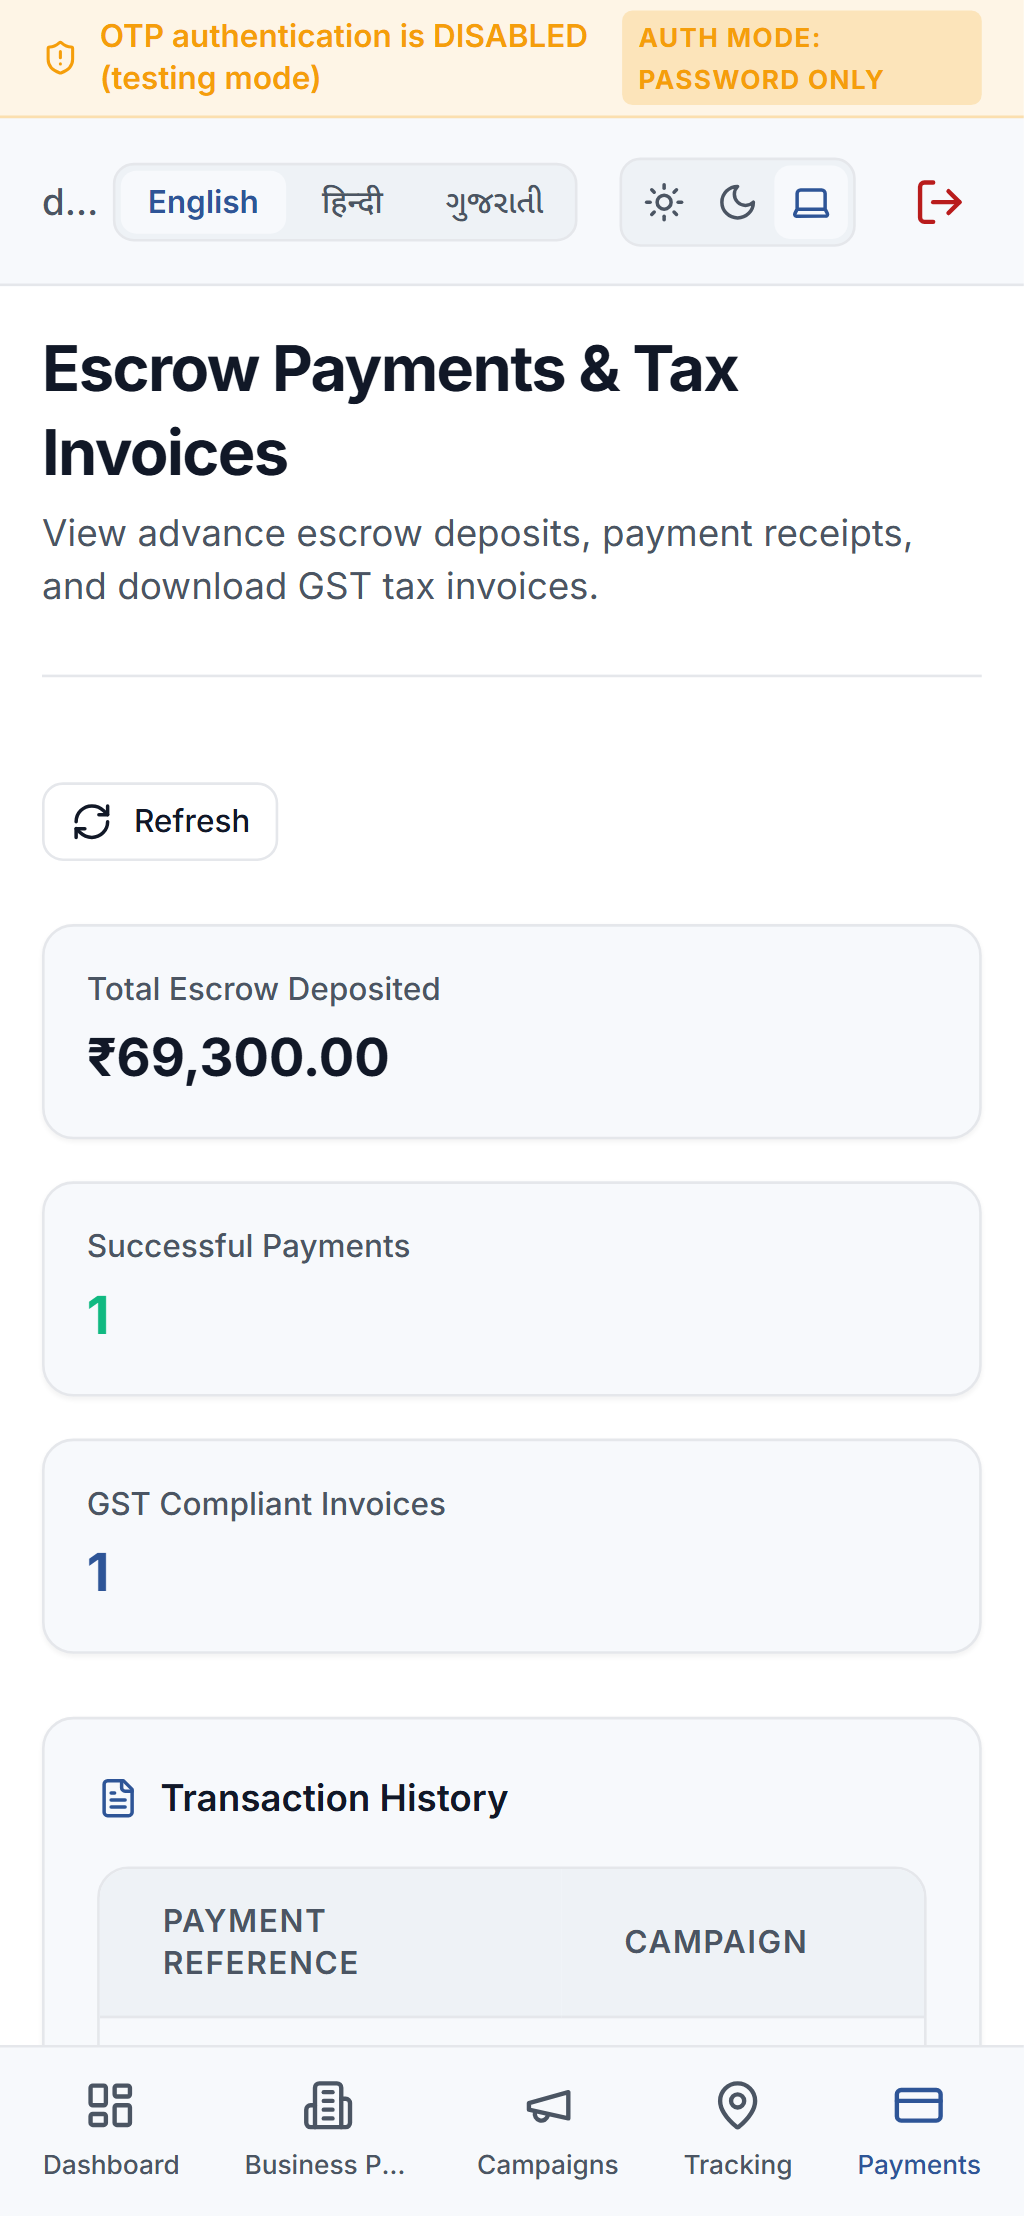 OTP authentication is DISABLED
(testing mode)
AUTH MODE:
PASSWORD ONLY
d...
English
हिन्दी
ગુજરાતી
Escrow Payments & Tax
Invoices
View advance escrow deposits, payment receipts,
and download GST tax invoices.
Refresh
Total Escrow Deposited
₹69,300.00
Successful Payments
1
GST Compliant Invoices
1
Transaction History
PAYMENT
REFERENCE
CAMPAIGN
Dashboard
Business P...
Campaigns
Tracking
Payments